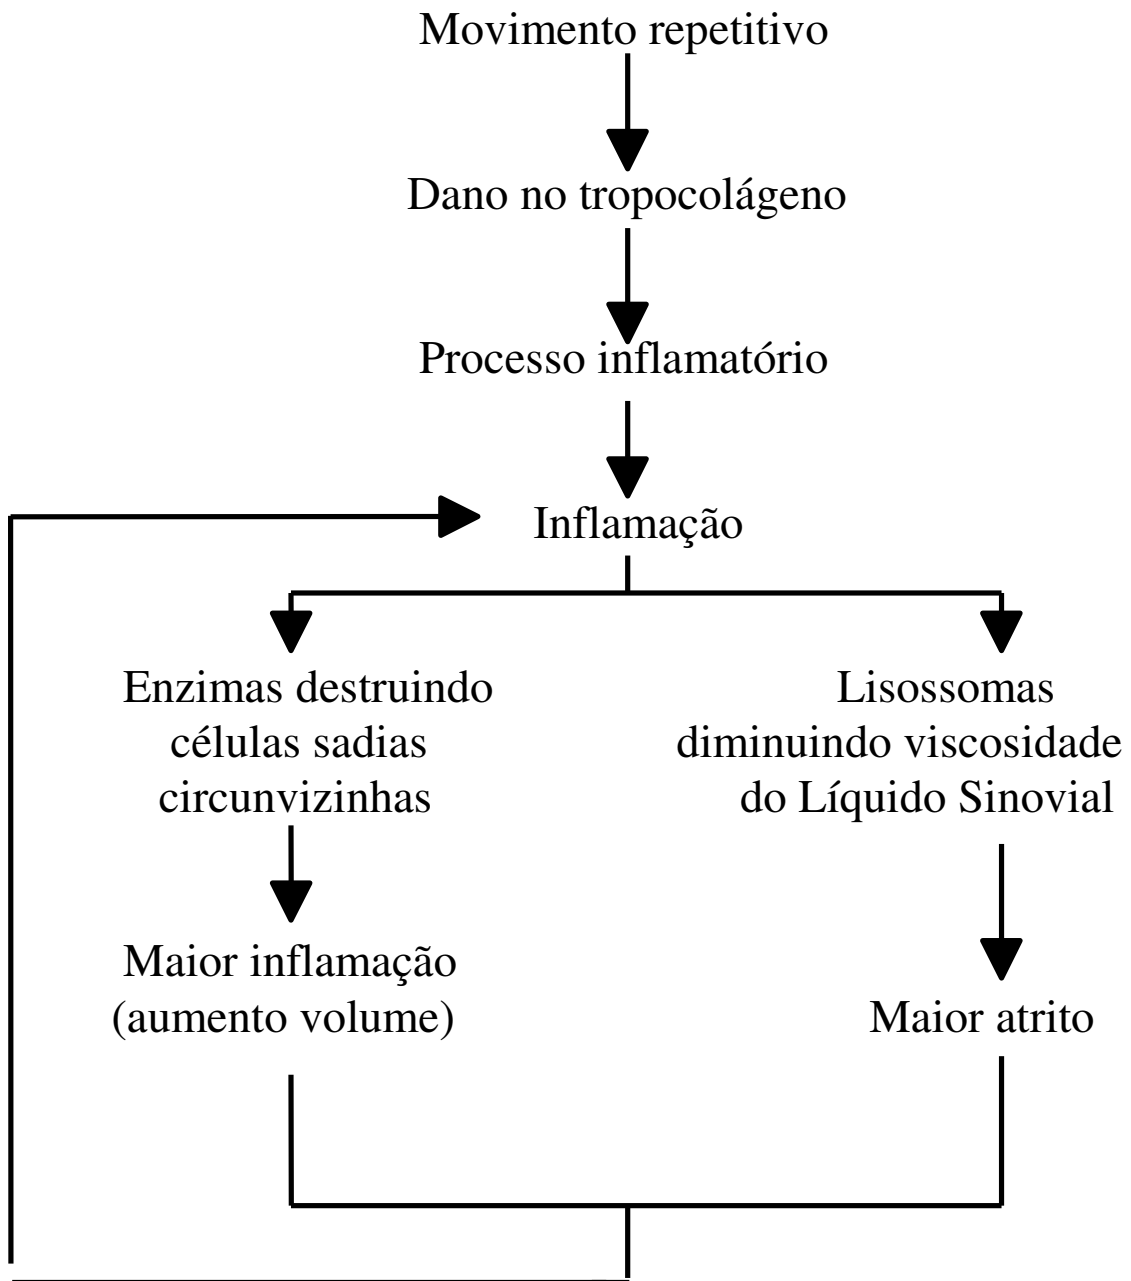 Movimento repetitivo
Dano no tropocolágeno
Processo inflamatório
Inflamação
Enzimas destruindo
células sadias
circunvizinhas
Lisossomas
diminuindo viscosidade
do Líquido Sinovial
Maior inflamação
(aumento volume)
Maior atrito